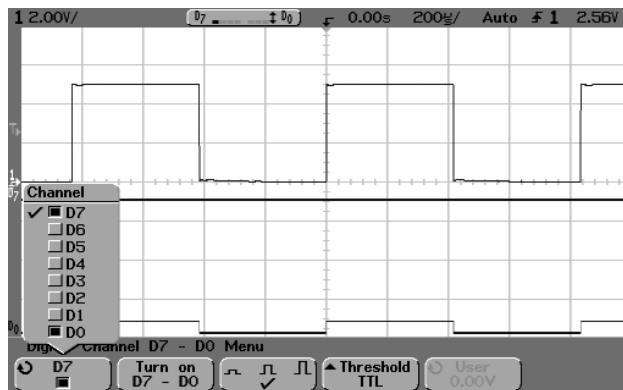 1 2.00V/ D7 D0 0.00s 200µ/ Auto 1 2.56V
T
1
D7
Channel
D7
D6
D5
D4
D3
D2
D1
D0
D0
Digital Channel D7 - D0 Menu
D7
Turn on
D7 - D0
Threshold
TTL
User
0.00V